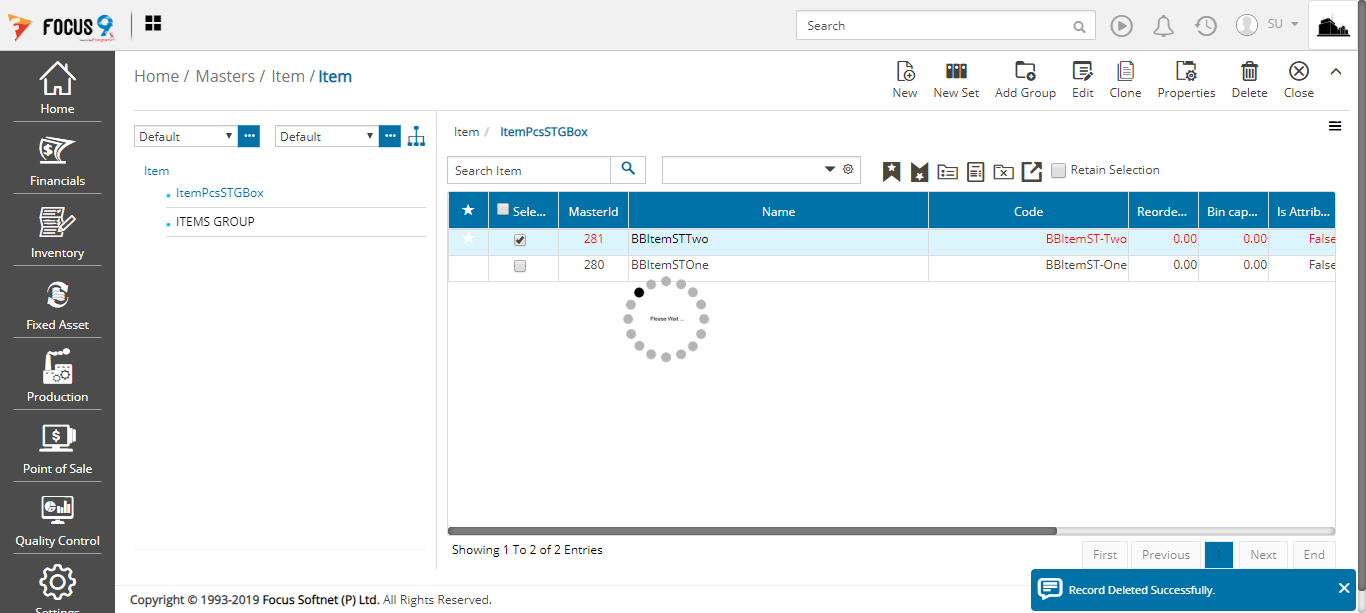 FOCUS 9
Search
SU
Home
Financials
Inventory
Fixed Asset
Production
Point of Sale
Quality Control
Settings
Home / Masters / Item / Item
New
New Set
Add Group
Edit
Clone
Properties
Delete
Close
Default
Default
Item
ItemPcsSTGBox
ITEMS GROUP
Item / ItemPcsSTGBox
Search Item
Retain Selection
Sele... MasterId Name Code Reorde... Bin cap... Is Attrib...
281 BBItemSTTwo BBItemST-Two 0.00 0.00 False
280 BBItemSTOne BBItemST-One 0.00 0.00 False
Please Wait ...
Showing 1 To 2 of 2 Entries
First Previous 1 Next End
Record Deleted Successfully.
Copyright © 1993-2019 Focus Softnet (P) Ltd. All Rights Reserved.